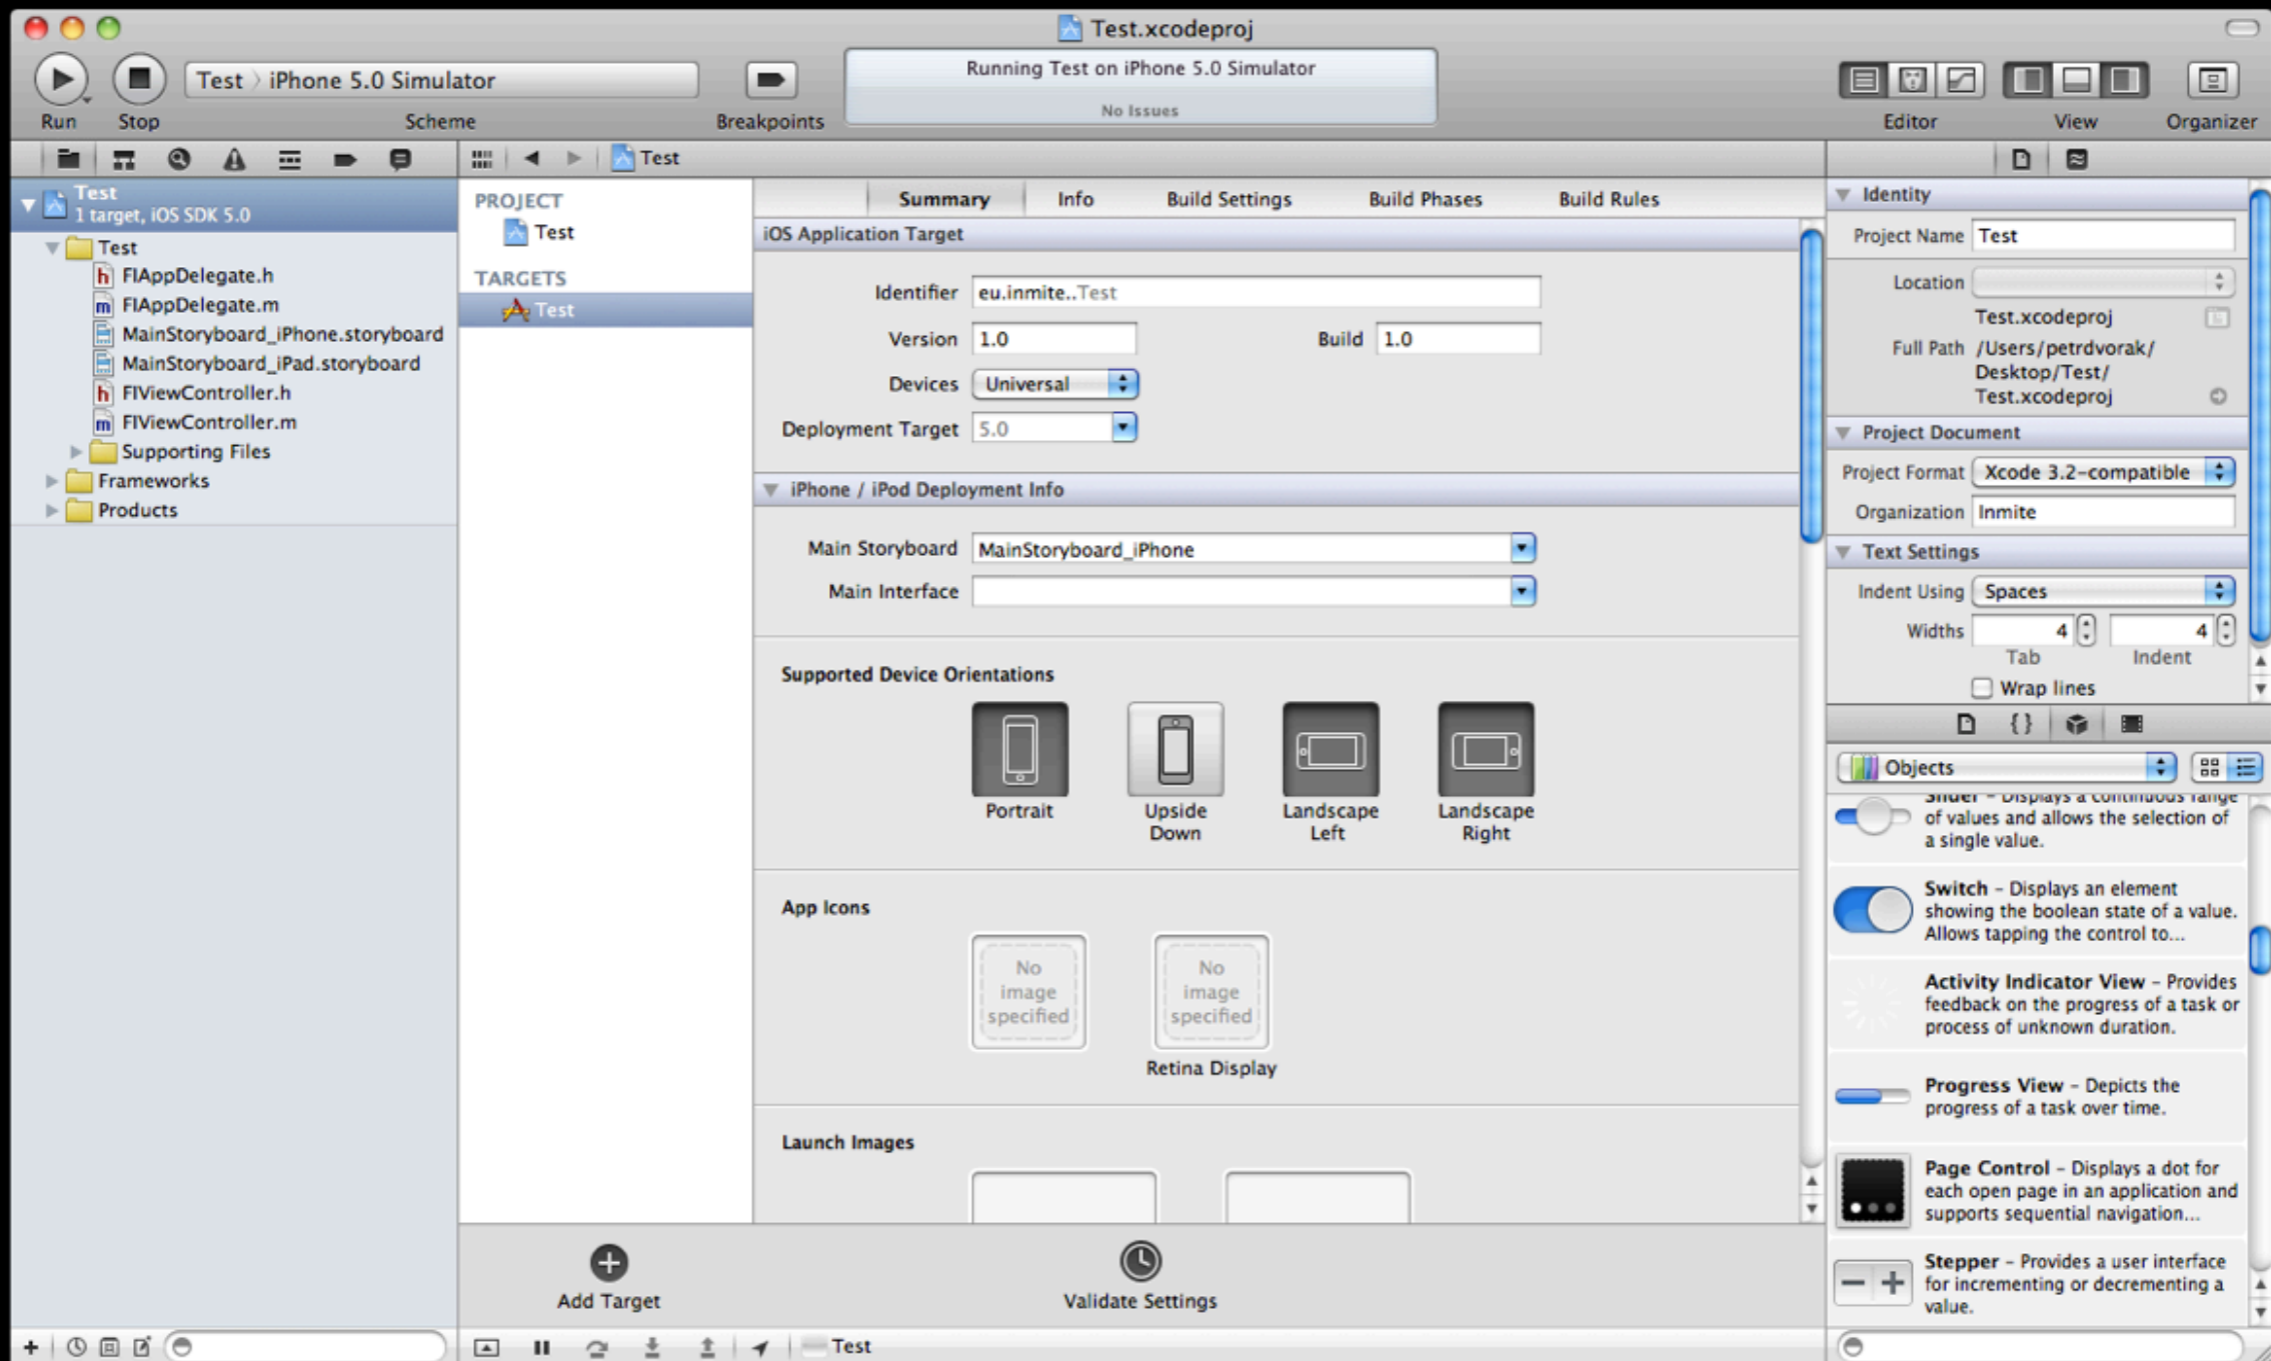 Test.xcodeproj
Test > iPhone 5.0 Simulator
Running Test on iPhone 5.0 Simulator
No Issues
Run Stop Scheme Breakpoints Editor View Organizer
Test
Test
1 target, iOS SDK 5.0
Test
FIAppDelegate.h
FIAppDelegate.m
MainStoryboard_iPhone.storyboard
MainStoryboard_iPad.storyboard
FIViewController.h
FIViewController.m
Supporting Files
Frameworks
Products
PROJECT
Test
TARGETS
Test
Summary Info Build Settings Build Phases Build Rules
iOS Application Target
Identifier eu.inmite..Test
Version 1.0 Build 1.0
Devices Universal
Deployment Target 5.0
iPhone / iPod Deployment Info
Main Storyboard MainStoryboard_iPhone
Main Interface
Supported Device Orientations
Portrait
Upside
Down
Landscape
Left
Landscape
Right
App Icons
No
image
specified
No
image
specified
Retina Display
Launch Images
Add Target
Validate Settings
Test
Identity
Project Name Test
Location
Test.xcodeproj
Full Path /Users/petrdvorak/
Desktop/Test/
Test.xcodeproj
Project Document
Project Format Xcode 3.2-compatible
Organization Inmite
Text Settings
Indent Using Spaces
Widths 4 4
Tab Indent
Wrap lines
{}
Objects
Slider - Displays a continuous range
of values and allows the selection of
a single value.
Switch - Displays an element
showing the boolean state of a value.
Allows tapping the control to...
Activity Indicator View - Provides
feedback on the progress of a task or
process of unknown duration.
Progress View - Depicts the
progress of a task over time.
Page Control - Displays a dot for
each open page in an application and
supports sequential navigation...
Stepper - Provides a user interface
for incrementing or decrementing a
value.